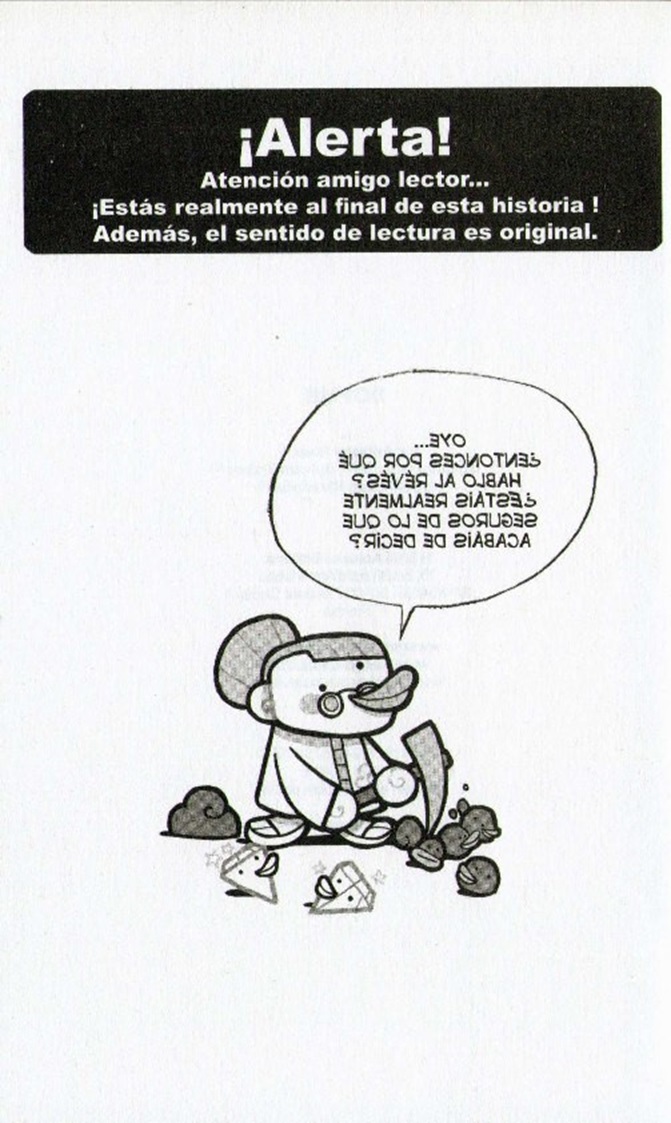 ¡Alerta!
Atención amigo lector...
¡Estás realmente al final de esta historia !
Además, el sentido de lectura es original.
OYE...
¿ENTONCES POR QUÉ
HABLO AL RÉVÉS?
¿ESTÁIS REALMENTE
SEGUROS DE LO QUE
ACABÁIS DE DECIR?